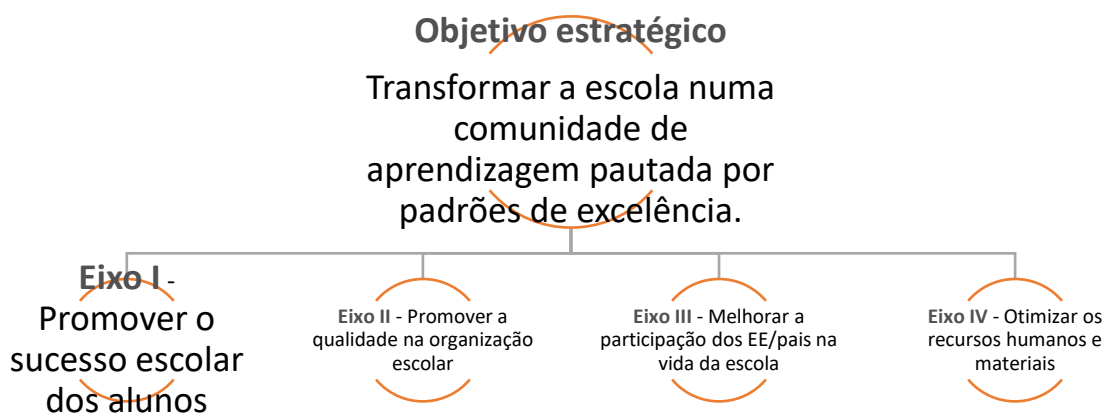 Objetivo estratégico
Transformar a escola numa
comunidade de
aprendizagem pautada por
padrões de excelência.
Eixo I -
Promover o
sucesso escolar
dos alunos
Eixo II - Promover a
qualidade na organização
escolar
Eixo III - Melhorar a
participação dos EE/pais na
vida da escola
Eixo IV - Otimizar os
recursos humanos e
materiais